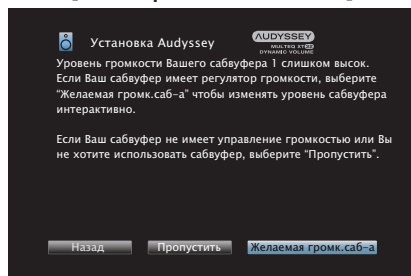 Установка Audyssey
AUDYSSEY
MULTEQ XT32
DYNAMIC VOLUME
Уровень громкости Вашего сабвуфера 1 слишком высок.
Если Ваш сабвуфер имеет регулятор громкости, выберите
“Желаемая громк.саб-а” чтобы изменять уровень сабвуфера
интерактивно.
Если Ваш сабвуфер не имеет управление громкостью или Вы
не хотите использовать сабвуфер, выберите “Пропустить”.
Назад
Пропустить
Желаемая громк.саб-а